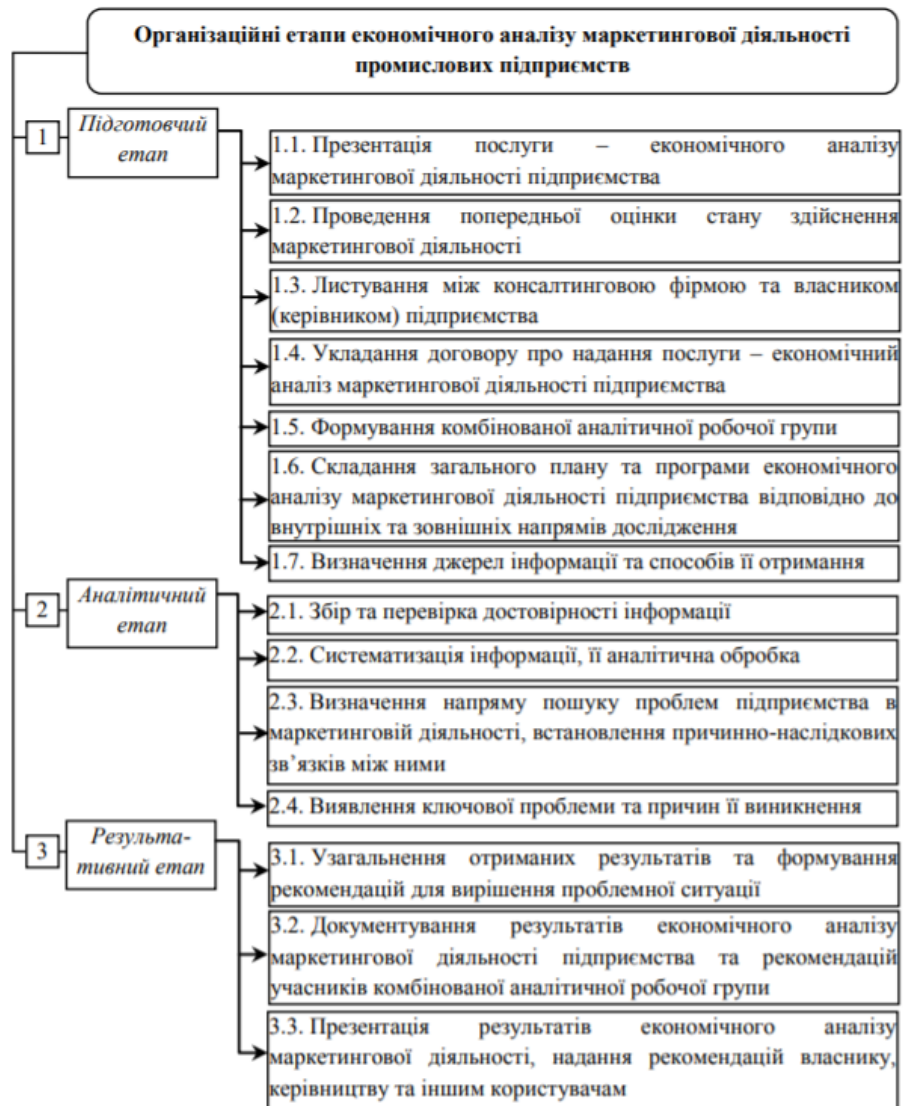 Організаційні етапи економічного аналізу маркетингової діяльності
промислових підприємств
1
Підготовчий
етап
1.1. Презентація послуги – економічного аналізу
маркетингової діяльності підприємства
1.2. Проведення попередньої оцінки стану здійснення
маркетингової діяльності
1.3. Листування між консалтинговою фірмою та власником
(керівником) підприємства
1.4. Укладання договору про надання послуги – економічний
аналіз маркетингової діяльності підприємства
1.5. Формування комбінованої аналітичної робочої групи
1.6. Складання загального плану та програми економічного
аналізу маркетингової діяльності підприємства відповідно до
внутрішніх та зовнішніх напрямів дослідження
1.7. Визначення джерел інформації та способів її отримання
2
Аналітичний
етап
2.1. Збір та перевірка достовірності інформації
2.2. Систематизація інформації, її аналітична обробка
2.3. Визначення напряму пошуку проблем підприємства в
маркетинговій діяльності, встановлення причинно-наслідкових
зв’язків між ними
2.4. Виявлення ключової проблеми та причин її виникнення
3
Результа-
тивний етап
3.1. Узагальнення отриманих результатів та формування
рекомендацій для вирішення проблемної ситуації
3.2. Документування результатів економічного аналізу
маркетингової діяльності підприємства та рекомендацій
учасників комбінованої аналітичної робочої групи
3.3. Презентація результатів економічного аналізу
маркетингової діяльності, надання рекомендацій власнику,
керівництву та іншим користувачам